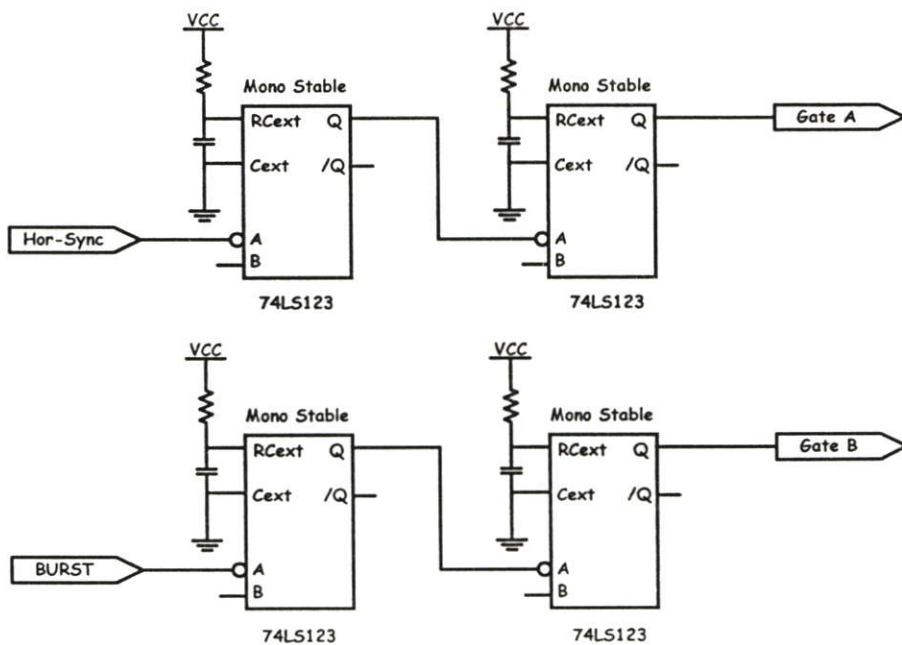 VCC
VCC
Mono Stable
Mono Stable
RCext Q
RCext Q
Gate A
Cext /Q
Cext /Q
Hor-Sync
A
A
B
B
74LS123
74LS123
VCC
VCC
Mono Stable
Mono Stable
RCext Q
RCext Q
Gate B
Cext /Q
Cext /Q
BURST
A
A
B
B
74LS123
74LS123